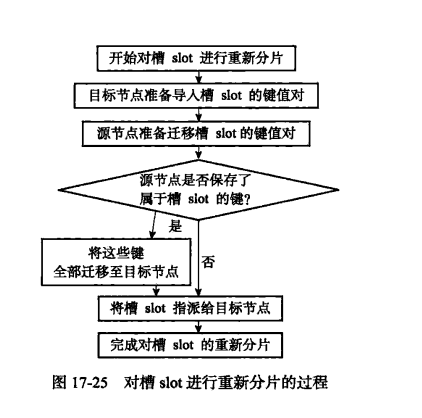 开始对槽 slot 进行重新分片
目标节点准备导入槽 slot 的键值对
源节点准备迁移槽 slot的键值对
源节点是否保存了
属于槽 slot 的键?
是
将这些键
全部迁移至目标节点
否
将槽 slot 指派给目标节点
完成对槽 slot 的重新分片
图 17-25 对槽 slot 进行重新分片的过程